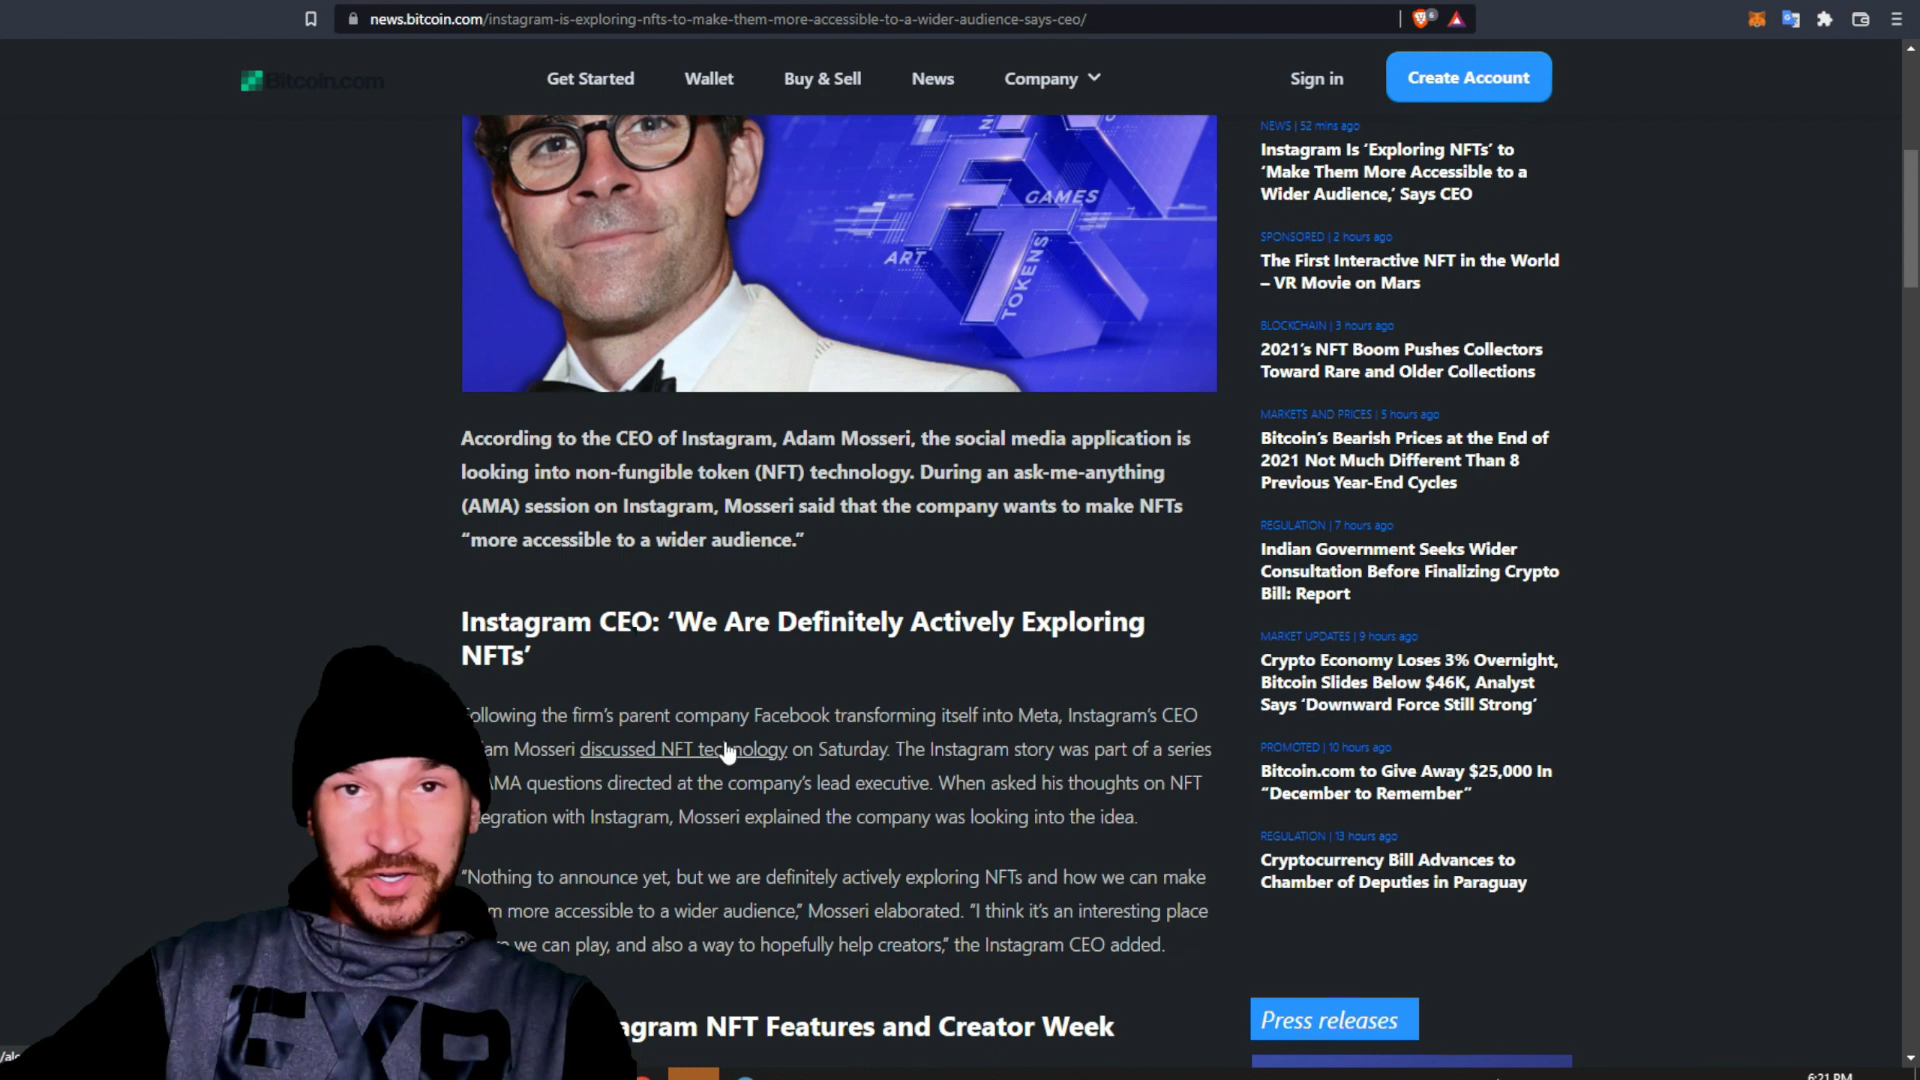 news.bitcoin.com/instagram-is-exploring-nfts-to-make-them-more-accessible-to-a-wider-audience-says-ceo/
Bitcoin.com
Get Started
Wallet
Buy & Sell
News
Company
Sign in
Create Account
GAMES
ART
TOKENS
According to the CEO of Instagram, Adam Mosseri, the social media application is
looking into non-fungible token (NFT) technology. During an ask-me-anything
(AMA) session on Instagram, Mosseri said that the company wants to make NFTs
“more accessible to a wider audience.”
Instagram CEO: ‘We Are Definitely Actively Exploring
NFTs’
ollowing the firm’s parent company Facebook transforming itself into Meta, Instagram’s CEO
am Mosseri discussed NFT technology on Saturday. The Instagram story was part of a series
AMA questions directed at the company’s lead executive. When asked his thoughts on NFT
egration with Instagram, Mosseri explained the company was looking into the idea.
“Nothing to announce yet, but we are definitely actively exploring NFTs and how we can make
m more accessible to a wider audience,” Mosseri elaborated. “I think it’s an interesting place
we can play, and also a way to hopefully help creators,” the Instagram CEO added.
agram NFT Features and Creator Week
NEWS | 52 mins ago
Instagram Is ‘Exploring NFTs’ to
‘Make Them More Accessible to a
Wider Audience,’ Says CEO
SPONSORED | 2 hours ago
The First Interactive NFT in the World
– VR Movie on Mars
BLOCKCHAIN | 3 hours ago
2021’s NFT Boom Pushes Collectors
Toward Rare and Older Collections
MARKETS AND PRICES | 5 hours ago
Bitcoin’s Bearish Prices at the End of
2021 Not Much Different Than 8
Previous Year-End Cycles
REGULATION | 7 hours ago
Indian Government Seeks Wider
Consultation Before Finalizing Crypto
Bill: Report
MARKET UPDATES | 9 hours ago
Crypto Economy Loses 3% Overnight,
Bitcoin Slides Below $46K, Analyst
Says ‘Downward Force Still Strong’
PROMOTED | 10 hours ago
Bitcoin.com to Give Away $25,000 In
“December to Remember”
REGULATION | 13 hours ago
Cryptocurrency Bill Advances to
Chamber of Deputies in Paraguay
Press releases
EXP
6:21 PM